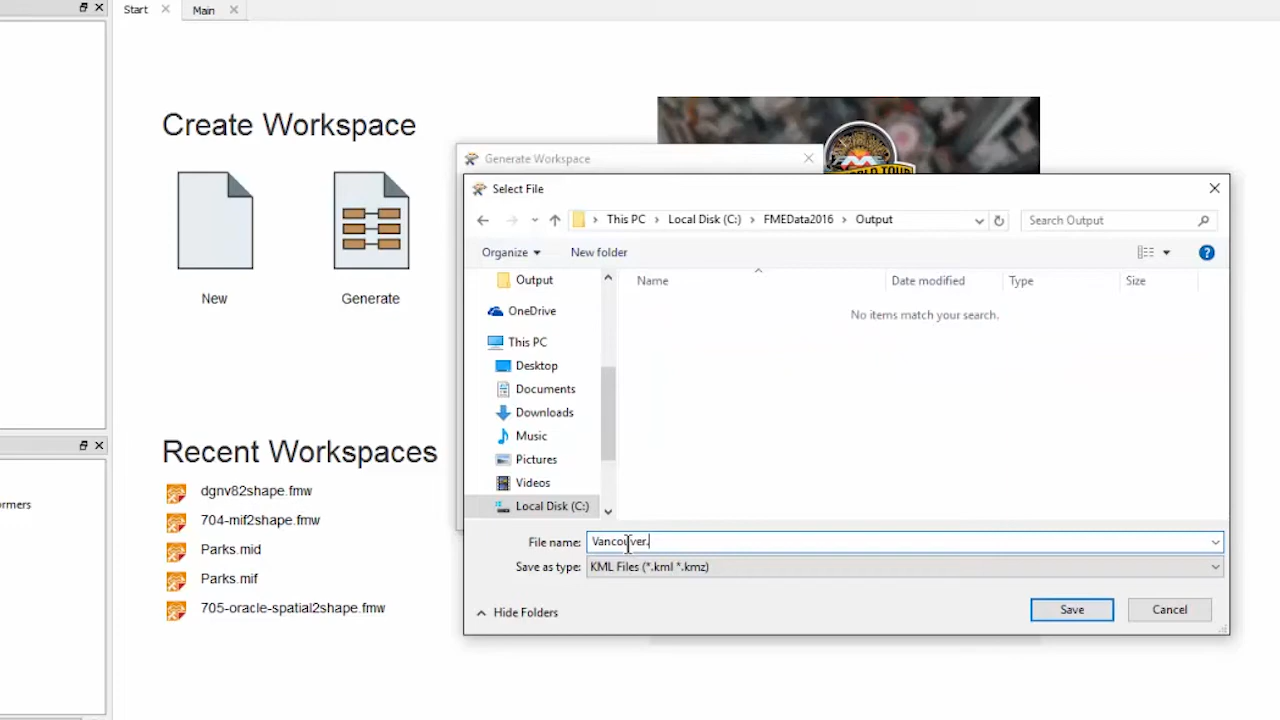 Start
Main
Create Workspace
New
Generate
Recent Workspaces
dgnv82shape.fmw
704-mif2shape.fmw
Parks.mid
Parks.mif
705-oracle-spatial2shape.fmw
ormers
Generate Workspace
WORLD TOUR
Select File
This PC > Local Disk (C:) > FMEData2016 > Output
Search Output
Organize
New folder
Output
OneDrive
This PC
Desktop
Documents
Downloads
Music
Pictures
Videos
Local Disk (C:)
Name
Date modified
Type
Size
No items match your search.
File name: Vancouver.
Save as type: KML Files (*.kml *.kmz)
Hide Folders
Save
Cancel